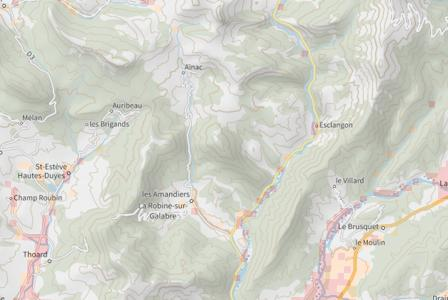 D3
Ainac
Auribeau
Mélan
les Brigands
Esclangon
St-Estève
Hautes-Duyes
le Villard
les Amandiers
La Robine-sur-
Galabre
Champ Roubin
Le Brusquet
le Moulin
Thoard